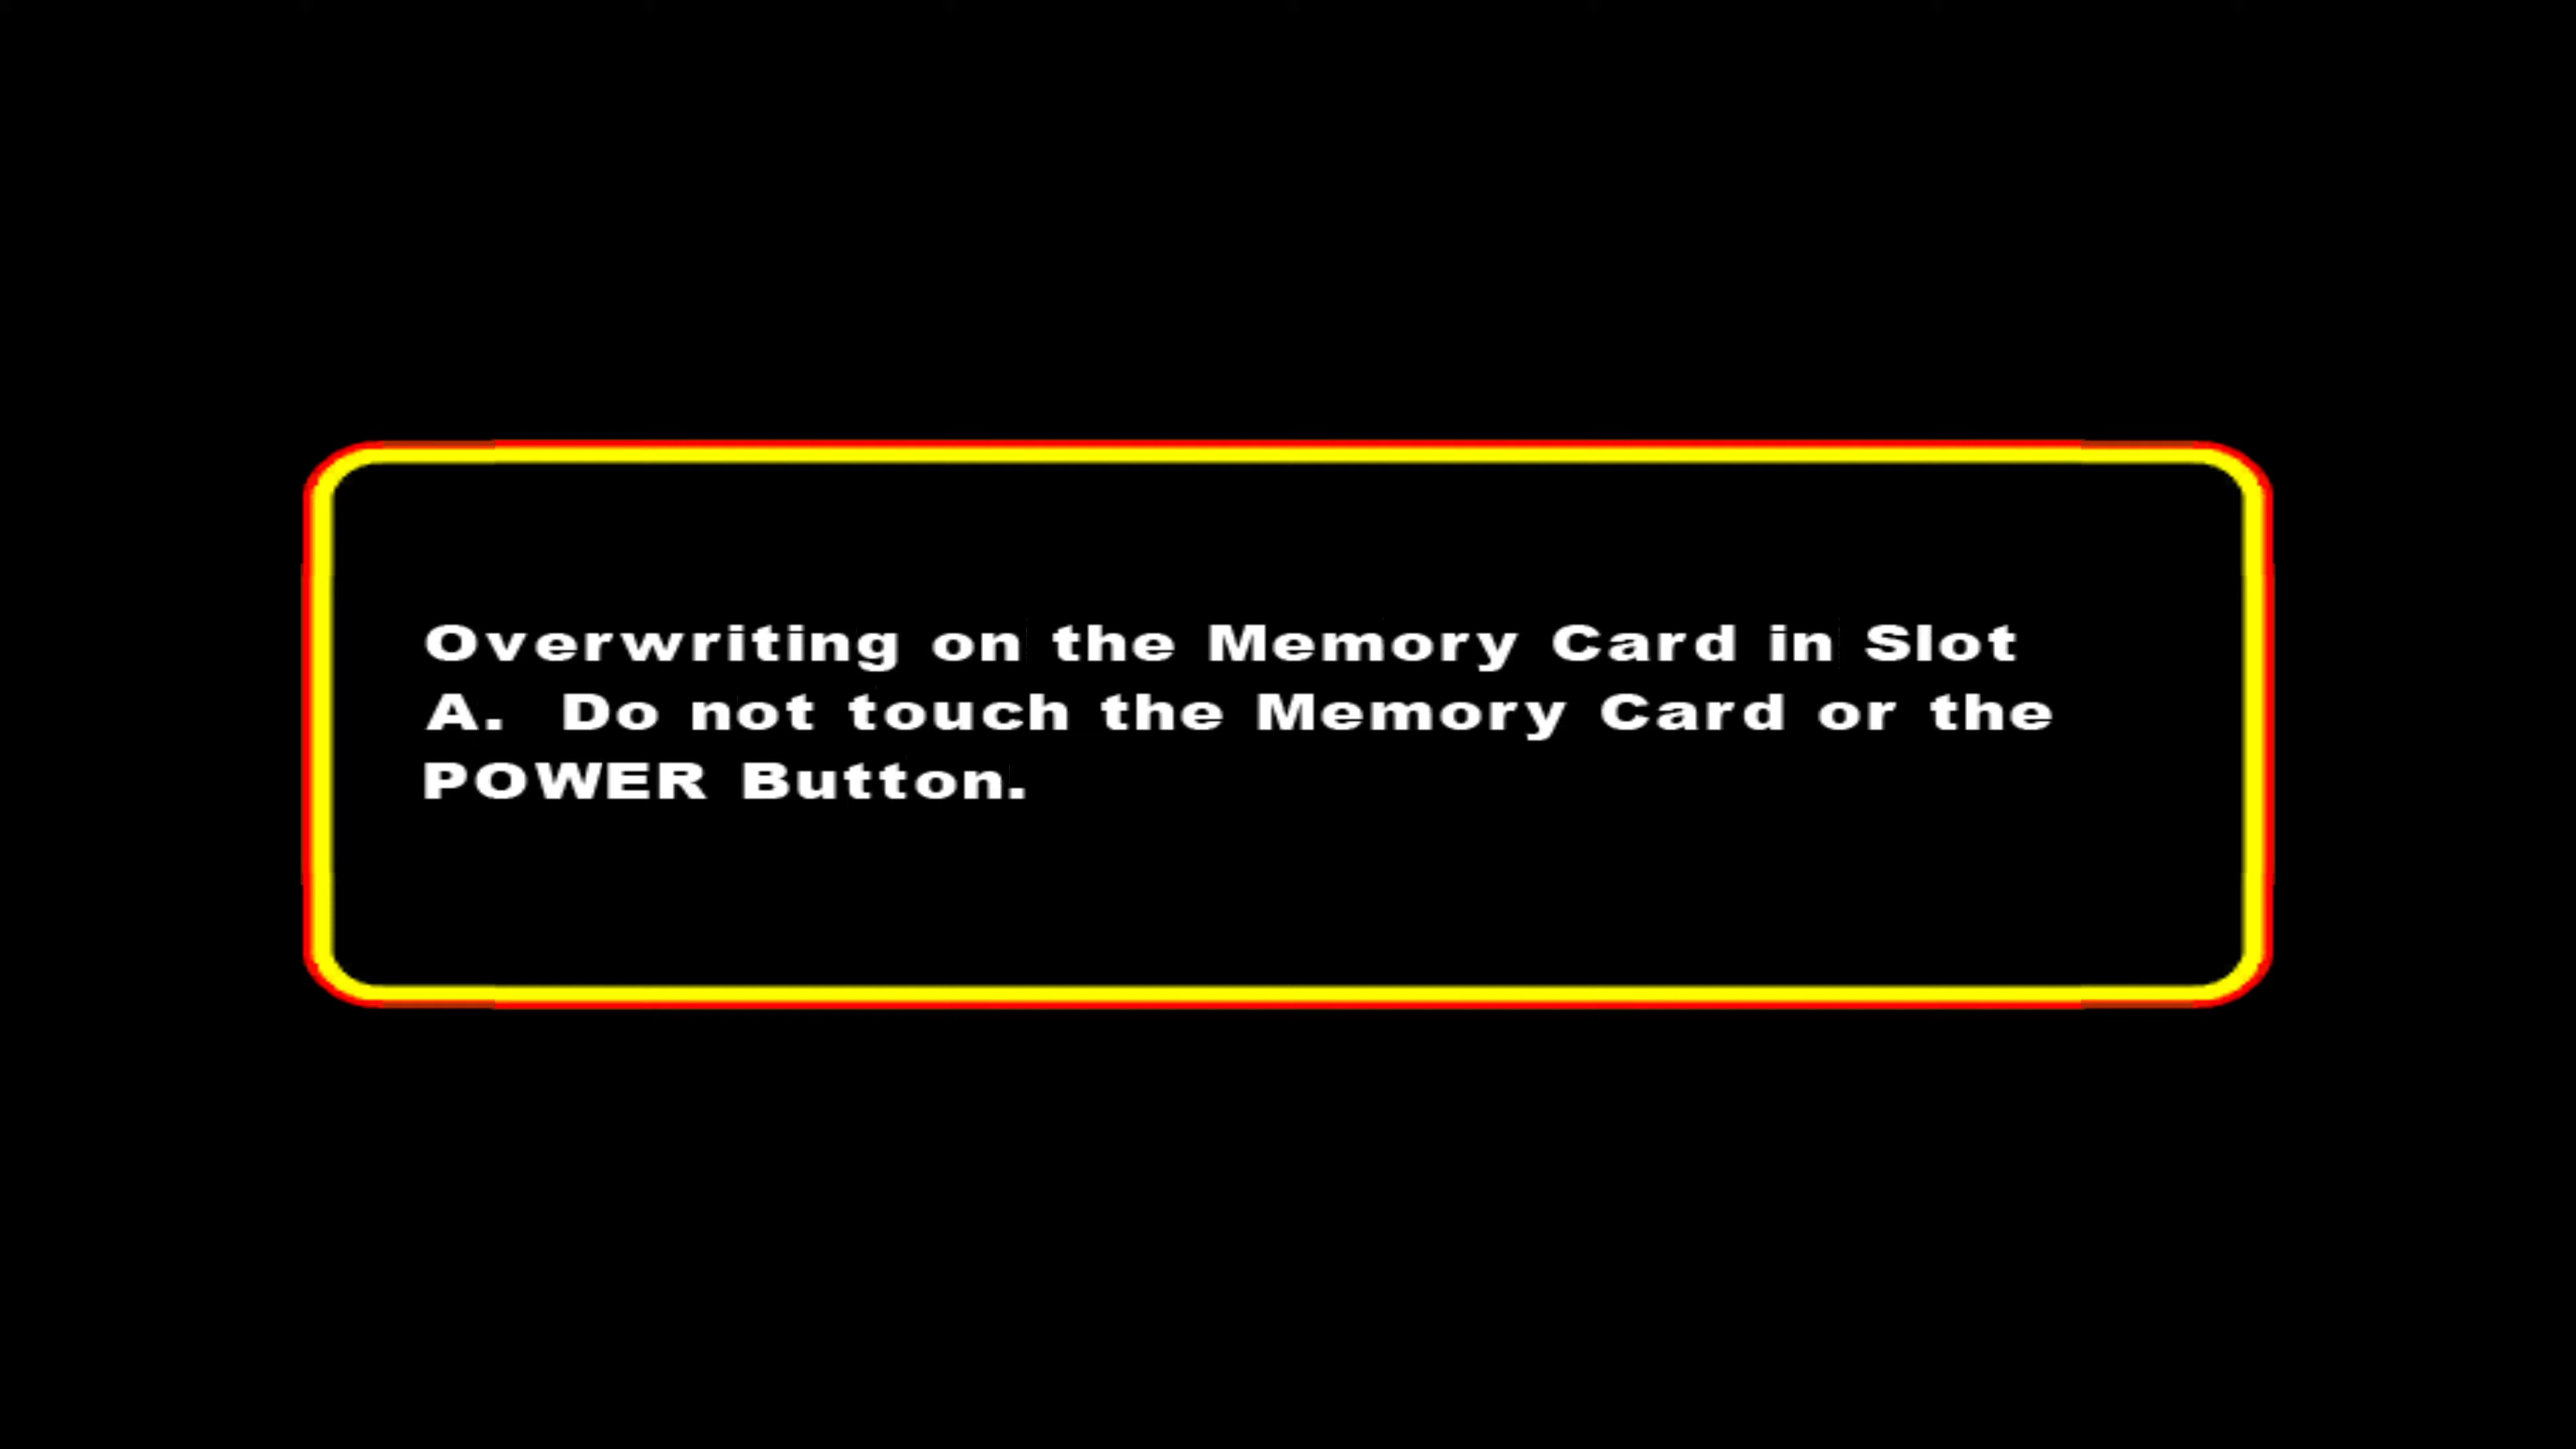 Overwriting on the Memory Card in Slot
A.  Do not touch the Memory Card or the
POWER Button.